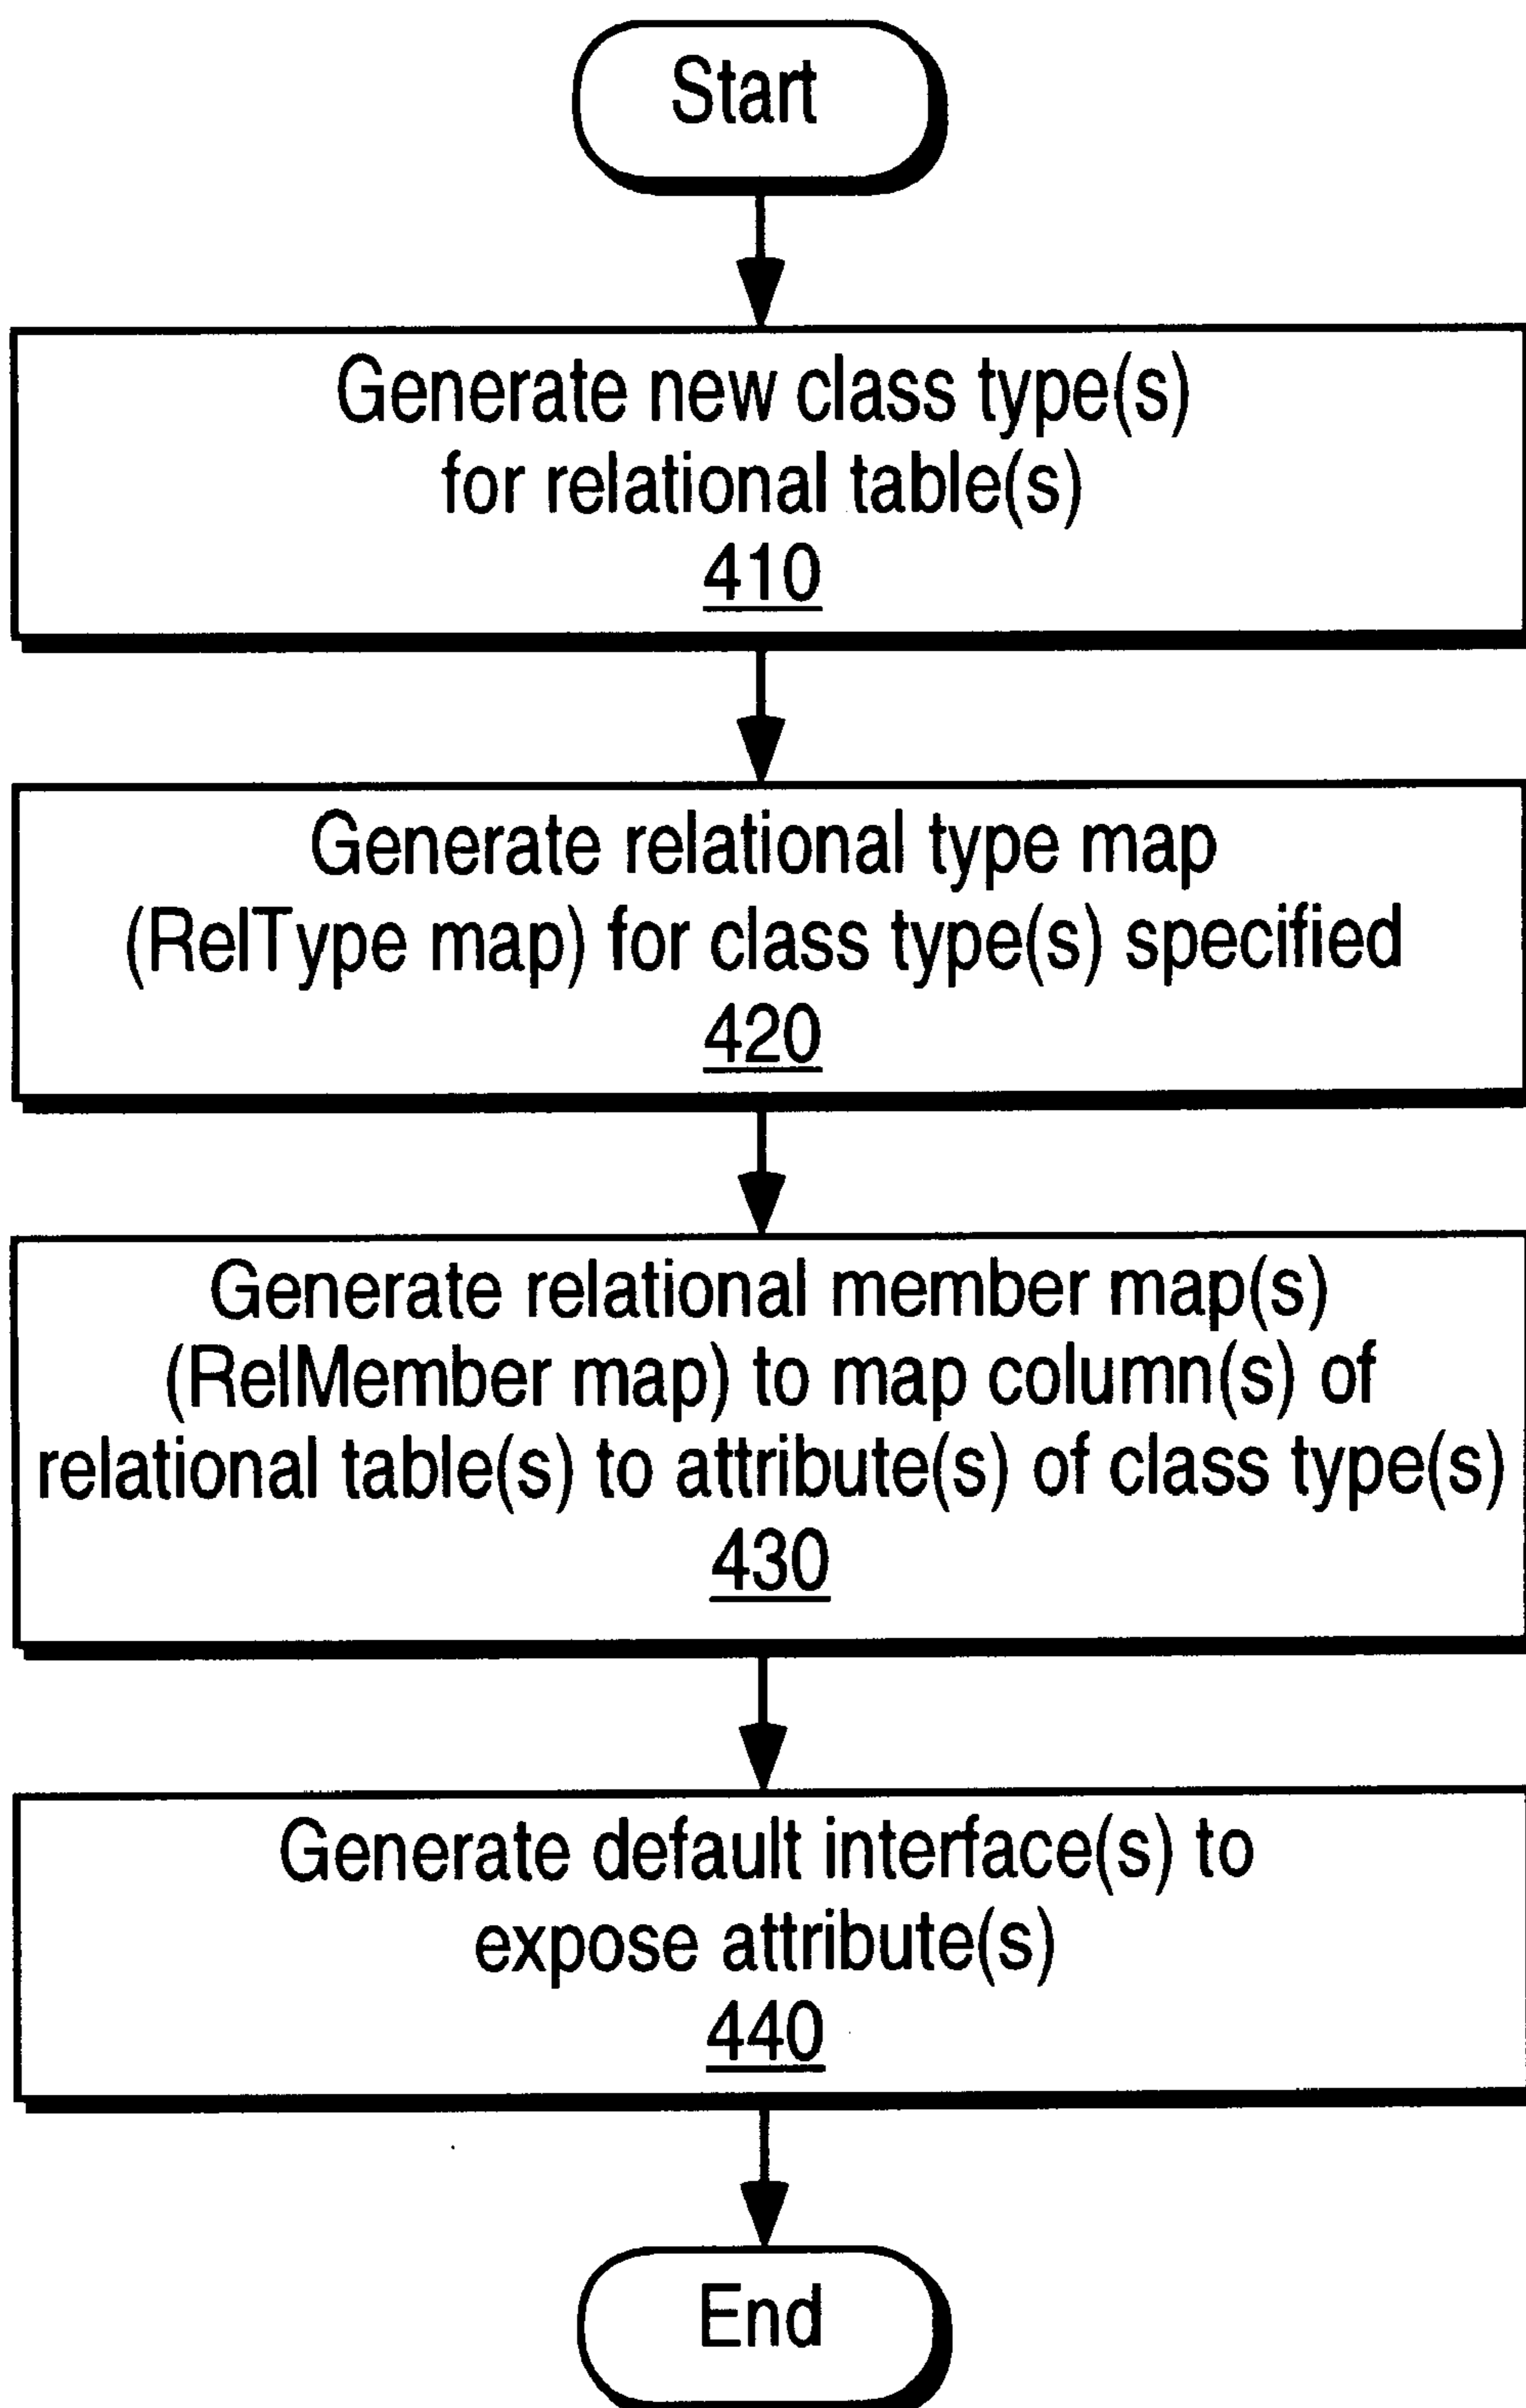 Start
Generate new class type(s)
for relational table(s)
410
Generate relational type map
(RelType map) for class type(s) specified
420
Generate relational member map(s)
(RelMember map) to map column(s) of
relational table(s) to attribute(s) of class type(s)
430
Generate default interface(s) to
expose attribute(s)
440
End